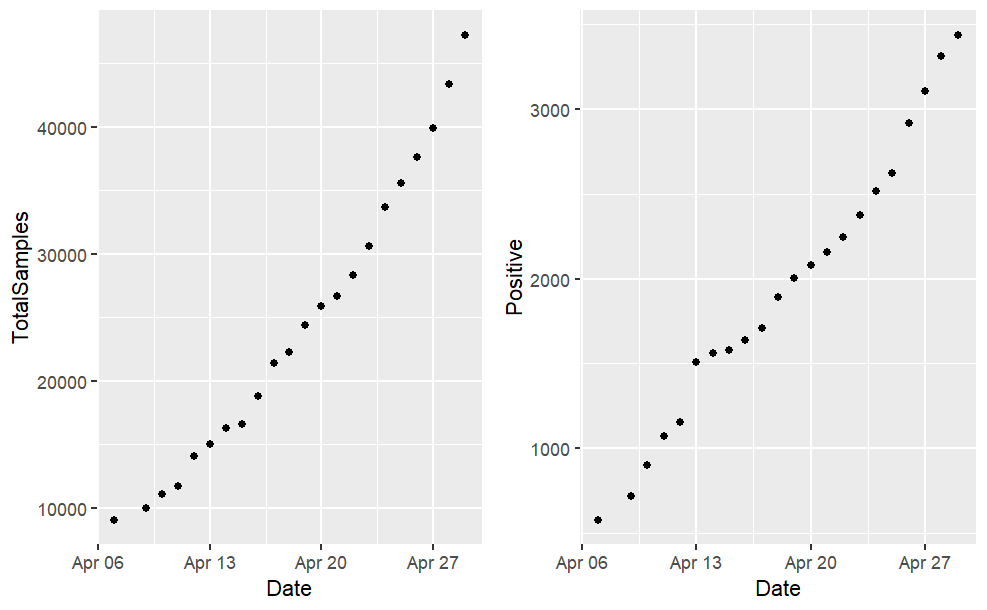 TotalSamples
40000
30000
20000
10000
Apr 06 Apr 13 Apr 20 Apr 27
Date
Positive
3000
2000
1000
Apr 06 Apr 13 Apr 20 Apr 27
Date